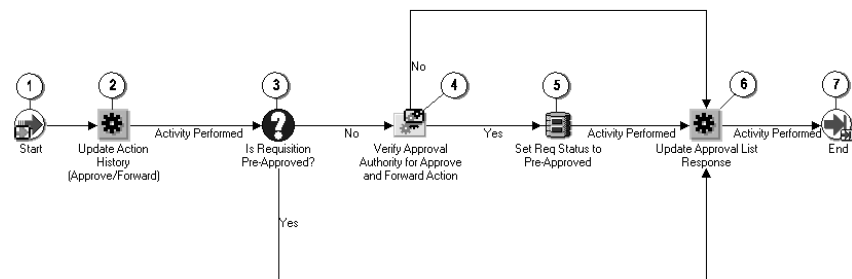 No
1
2
3
4
5
6
7
Activity Performed
No
Yes
Activity Performed
Activity Performed
Start
Update Action
History
(Approve/Forward)
Is Requisition
Pre-Approved?
Verify Approval
Authority for Approve
and Forward Action
Set Req Status to
Pre-Approved
Update Approval List
Response
End
Yes